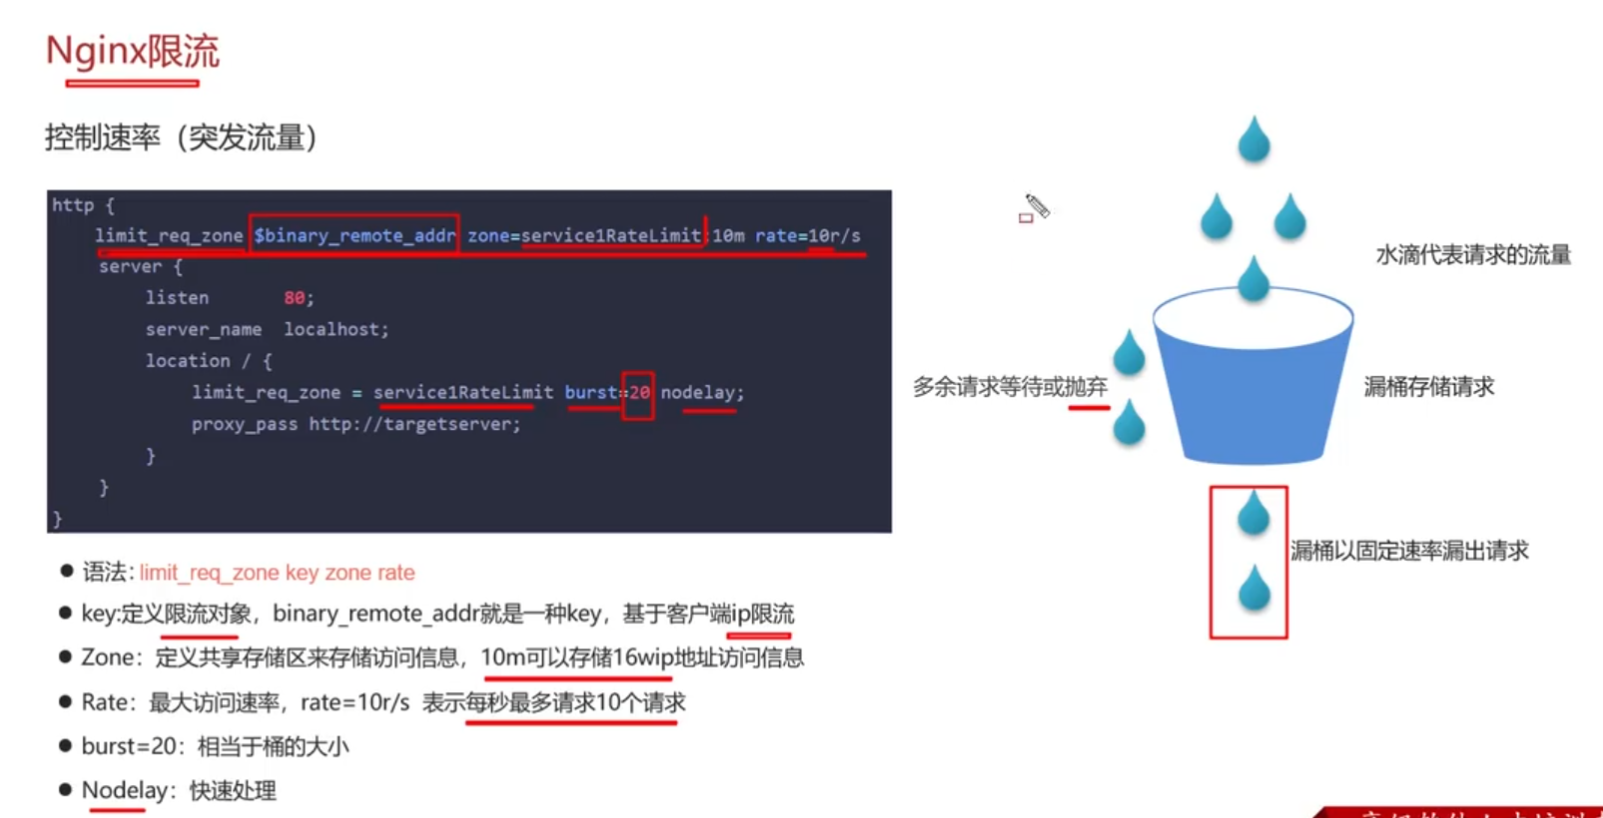 Nginx限流
控制速率（突发流量）
http {
limit_req_zone $binary_remote_addr zone=service1RateLimit:10m rate=10r/s
server {
listen 80;
server_name localhost;
location / {
limit_req_zone = service1RateLimit burst=20 nodelay;
proxy_pass http://targetserver;
}
}
}
语法: limit_req_zone key zone rate
key:定义限流对象，binary_remote_addr就是一种key，基于客户端ip限流
Zone：定义共享存储区来存储访问信息，10m可以存储16wip地址访问信息
Rate：最大访问速率，rate=10r/s 表示每秒最多请求10个请求
burst=20：相当于桶的大小
Nodelay：快速处理
水滴代表请求的流量
多余请求等待或抛弃
漏桶存储请求
漏桶以固定速率漏出请求